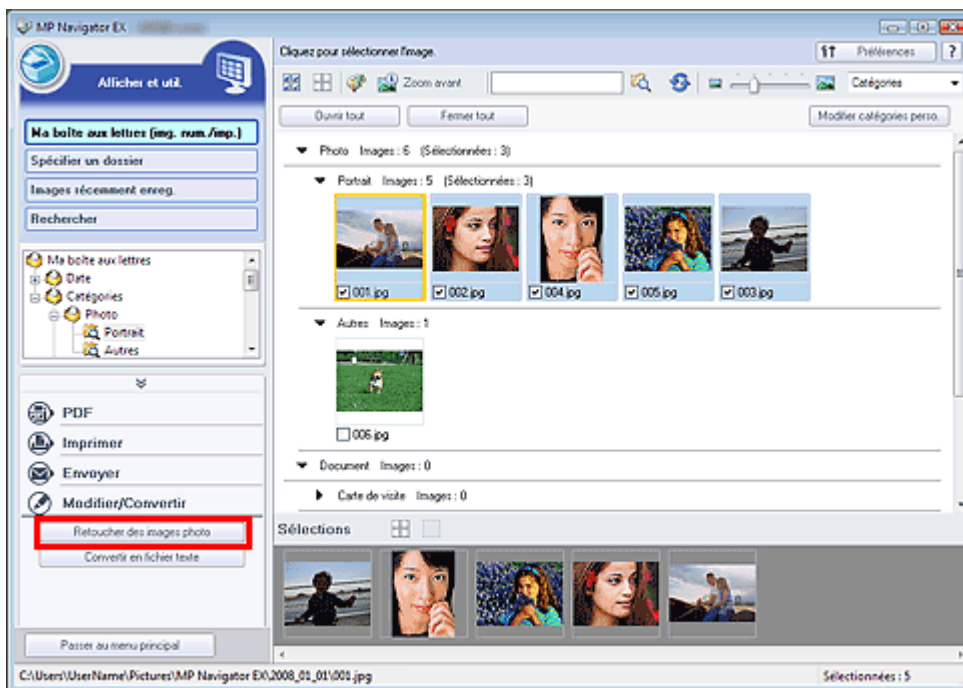 MP Navigator EX
Afficher et util.
Ma boîte aux lettres (img. num./imp.)
Spécifier un dossier
Images récemment enreg.
Rechercher
Ma boîte aux lettres
Date
Catégories
Photo
Portrait
Autres
PDF
Imprimer
Envoyer
Modifier/Convertir
Retoucher des images photo
Convertir en fichier texte
Passer au menu principal
Cliquez pour sélectionner l'image.
Préférences ?
Zoom avant
Catégories
Ouvrir tout Fermer tout Modifier catégories perso.
Photo Images : 6 (Sélectionnées : 3)
Portrait Images : 5 (Sélectionnées : 3)
001.jpg 002.jpg 004.jpg 005.jpg 003.jpg
Autres Images : 1
006.jpg
Document Images : 0
Carte de visite Images : 0
Sélections
C:\Users\UserName\Pictures\MP Navigator EX\2008_01_01\001.jpg Sélectionnées : 5